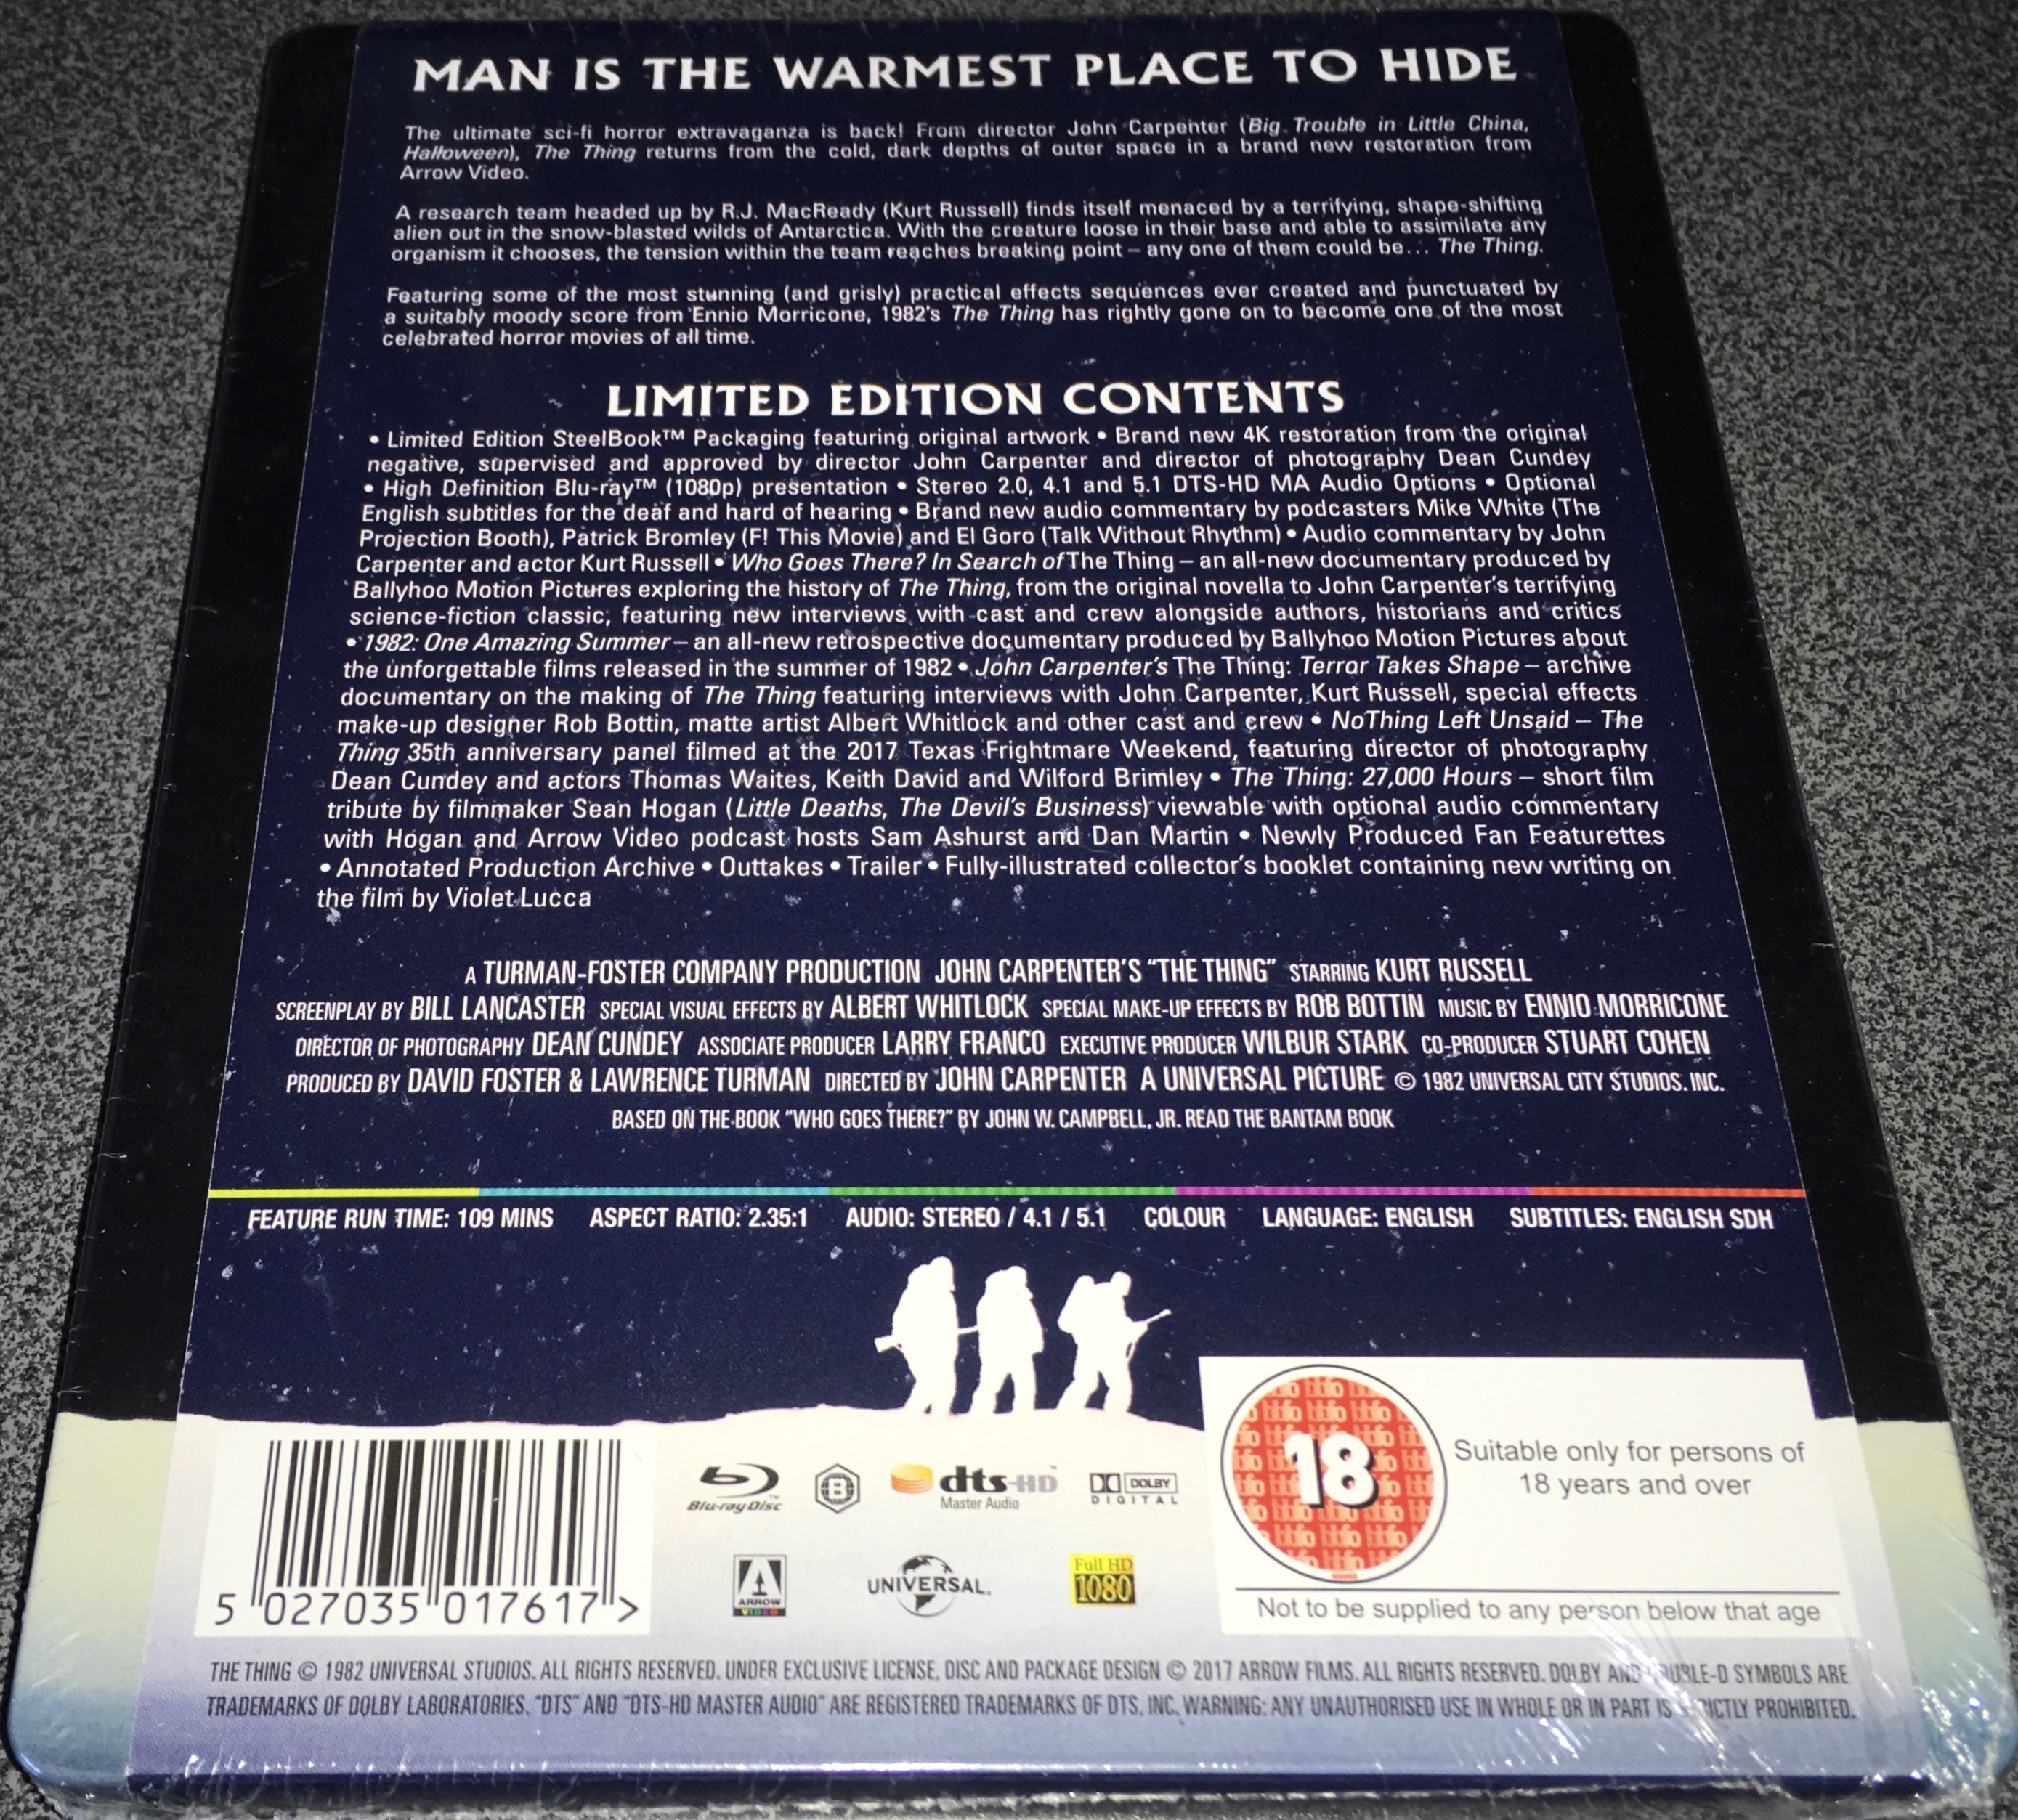 MAN IS THE WARMEST PLACE TO HIDE
The ultimate sci-fi horror extravaganza is back! From director John Carpenter (Big Trouble in Little China,
Halloween), The Thing returns from the cold, dark depths of outer space in a brand new restoration from
Arrow Video.
A research team headed up by R.J. MacReady (Kurt Russell) finds itself menaced by a terrifying, shape-shifting
alien out in the snow-blasted wilds of Antarctica. With the creature loose in their base and able to assimilate any
organism it chooses, the tension within the team reaches breaking point – any one of them could be... The Thing.
Featuring some of the most stunning (and grisly) practical effects sequences ever created and punctuated by
a suitably moody score from Ennio Morricone, 1982's The Thing has rightly gone on to become one of the most
celebrated horror movies of all time.
LIMITED EDITION CONTENTS
• Limited Edition SteelBook™ Packaging featuring original artwork • Brand new 4K restoration from the original
negative, supervised and approved by director John Carpenter and director of photography Dean Cundey
• High Definition Blu-ray™ (1080p) presentation • Stereo 2.0, 4.1 and 5.1 DTS-HD MA Audio Options • Optional
English subtitles for the deaf and hard of hearing • Brand new audio commentary by podcasters Mike White (The
Projection Booth), Patrick Bromley (F! This Movie) and El Goro (Talk Without Rhythm) • Audio commentary by John
Carpenter and actor Kurt Russell • Who Goes There? In Search of The Thing – an all-new documentary produced by
Ballyhoo Motion Pictures exploring the history of The Thing, from the original novella to John Carpenter's terrifying
science-fiction classic, featuring new interviews with cast and crew alongside authors, historians and critics
• 1982: One Amazing Summer – an all-new retrospective documentary produced by Ballyhoo Motion Pictures about
the unforgettable films released in the summer of 1982 • John Carpenter's The Thing: Terror Takes Shape – archive
documentary on the making of The Thing featuring interviews with John Carpenter, Kurt Russell, special effects
make-up designer Rob Bottin, matte artist Albert Whitlock and other cast and crew • NoThing Left Unsaid – The
Thing 35th anniversary panel filmed at the 2017 Texas Frightmare Weekend, featuring director of photography
Dean Cundey and actors Thomas Waites, Keith David and Wilford Brimley • The Thing: 27,000 Hours – short film
tribute by filmmaker Sean Hogan (Little Deaths, The Devil's Business) viewable with optional audio commentary
with Hogan and Arrow Video podcast hosts Sam Ashurst and Dan Martin • Newly Produced Fan Featurettes
• Annotated Production Archive • Outtakes • Trailer • Fully-illustrated collector's booklet containing new writing on
the film by Violet Lucca
A TURMAN-FOSTER COMPANY PRODUCTION JOHN CARPENTER'S "THE THING" STARRING KURT RUSSELL
SCREENPLAY BY BILL LANCASTER SPECIAL VISUAL EFFECTS BY ALBERT WHITLOCK SPECIAL MAKE-UP EFFECTS BY ROB BOTTIN MUSIC BY ENNIO MORRICONE
DIRECTOR OF PHOTOGRAPHY DEAN CUNDEY ASSOCIATE PRODUCER LARRY FRANCO EXECUTIVE PRODUCER WILBUR STARK CO-PRODUCER STUART COHEN
PRODUCED BY DAVID FOSTER & LAWRENCE TURMAN DIRECTED BY JOHN CARPENTER A UNIVERSAL PICTURE © 1982 UNIVERSAL CITY STUDIOS, INC.
BASED ON THE BOOK "WHO GOES THERE?" BY JOHN W. CAMPBELL, JR. READ THE BANTAM BOOK
FEATURE RUN TIME: 109 MINS ASPECT RATIO: 2.35:1 AUDIO: STEREO / 4.1 / 5.1 COLOUR LANGUAGE: ENGLISH SUBTITLES: ENGLISH SDH
Blu-ray Disc B dts-HD Master Audio DOLBY DIGITAL
ARROW VIDEO UNIVERSAL Full HD 1080
5 027035 017617 >
18
Suitable only for persons of
18 years and over
Not to be supplied to any person below that age
THE THING © 1982 UNIVERSAL STUDIOS. ALL RIGHTS RESERVED. UNDER EXCLUSIVE LICENSE, DISC AND PACKAGE DESIGN © 2017 ARROW FILMS. ALL RIGHTS RESERVED. DOLBY AND DOUBLE-D SYMBOLS ARE
TRADEMARKS OF DOLBY LABORATORIES. "DTS" AND "DTS-HD MASTER AUDIO" ARE REGISTERED TRADEMARKS OF DTS, INC. WARNING: ANY UNAUTHORISED USE IN WHOLE OR IN PART IS STRICTLY PROHIBITED.